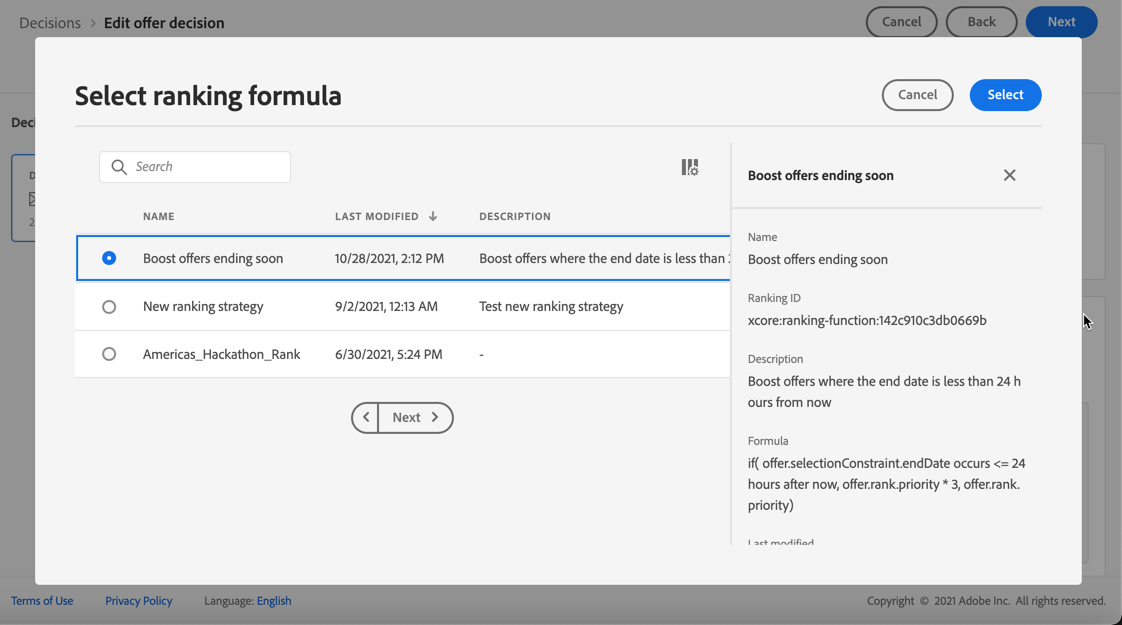 Decisions > Edit offer decision
Cancel
Back
Next
Select ranking formula
Cancel
Select
Search
NAME
LAST MODIFIED ↓
DESCRIPTION
Boost offers ending soon
10/28/2021, 2:12 PM
Boost offers where the end date is less than
New ranking strategy
9/2/2021, 12:13 AM
Test new ranking strategy
Americas_Hackathon_Rank
6/30/2021, 5:24 PM
-
< Next >
Boost offers ending soon
Name
Boost offers ending soon
Ranking ID
xcore:ranking-function:142c910c3db0669b
Description
Boost offers where the end date is less than 24 h
ours from now
Formula
if( offer.selectionConstraint.endDate occurs <= 24
hours after now, offer.rank.priority * 3, offer.rank.
priority)
Last modified
Terms of Use
Privacy Policy
Language: English
Copyright © 2021 Adobe Inc. All rights reserved.